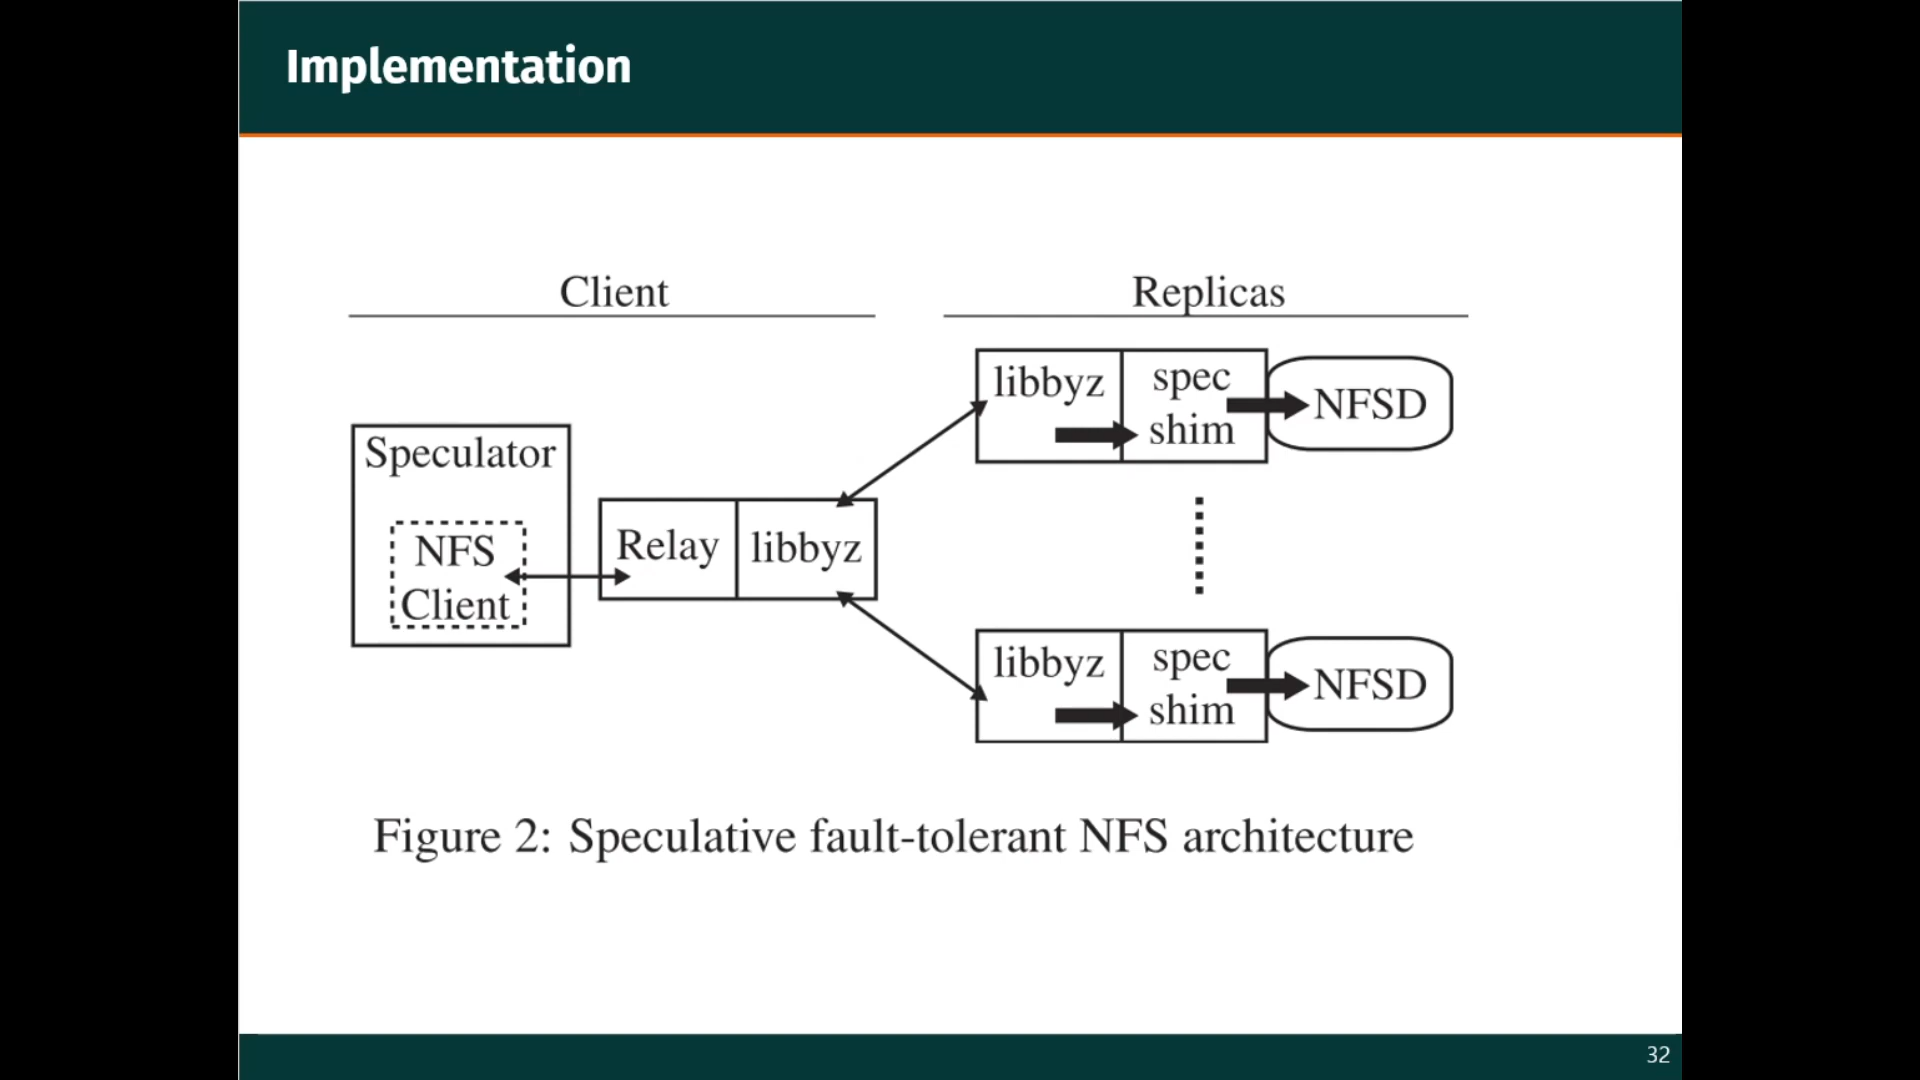 Implementation
Client
Replicas
Speculator
NFS
Client
Relay
libbyz
libbyz
spec
shim
NFSD
libbyz
spec
shim
NFSD
Figure 2: Speculative fault-tolerant NFS architecture
32